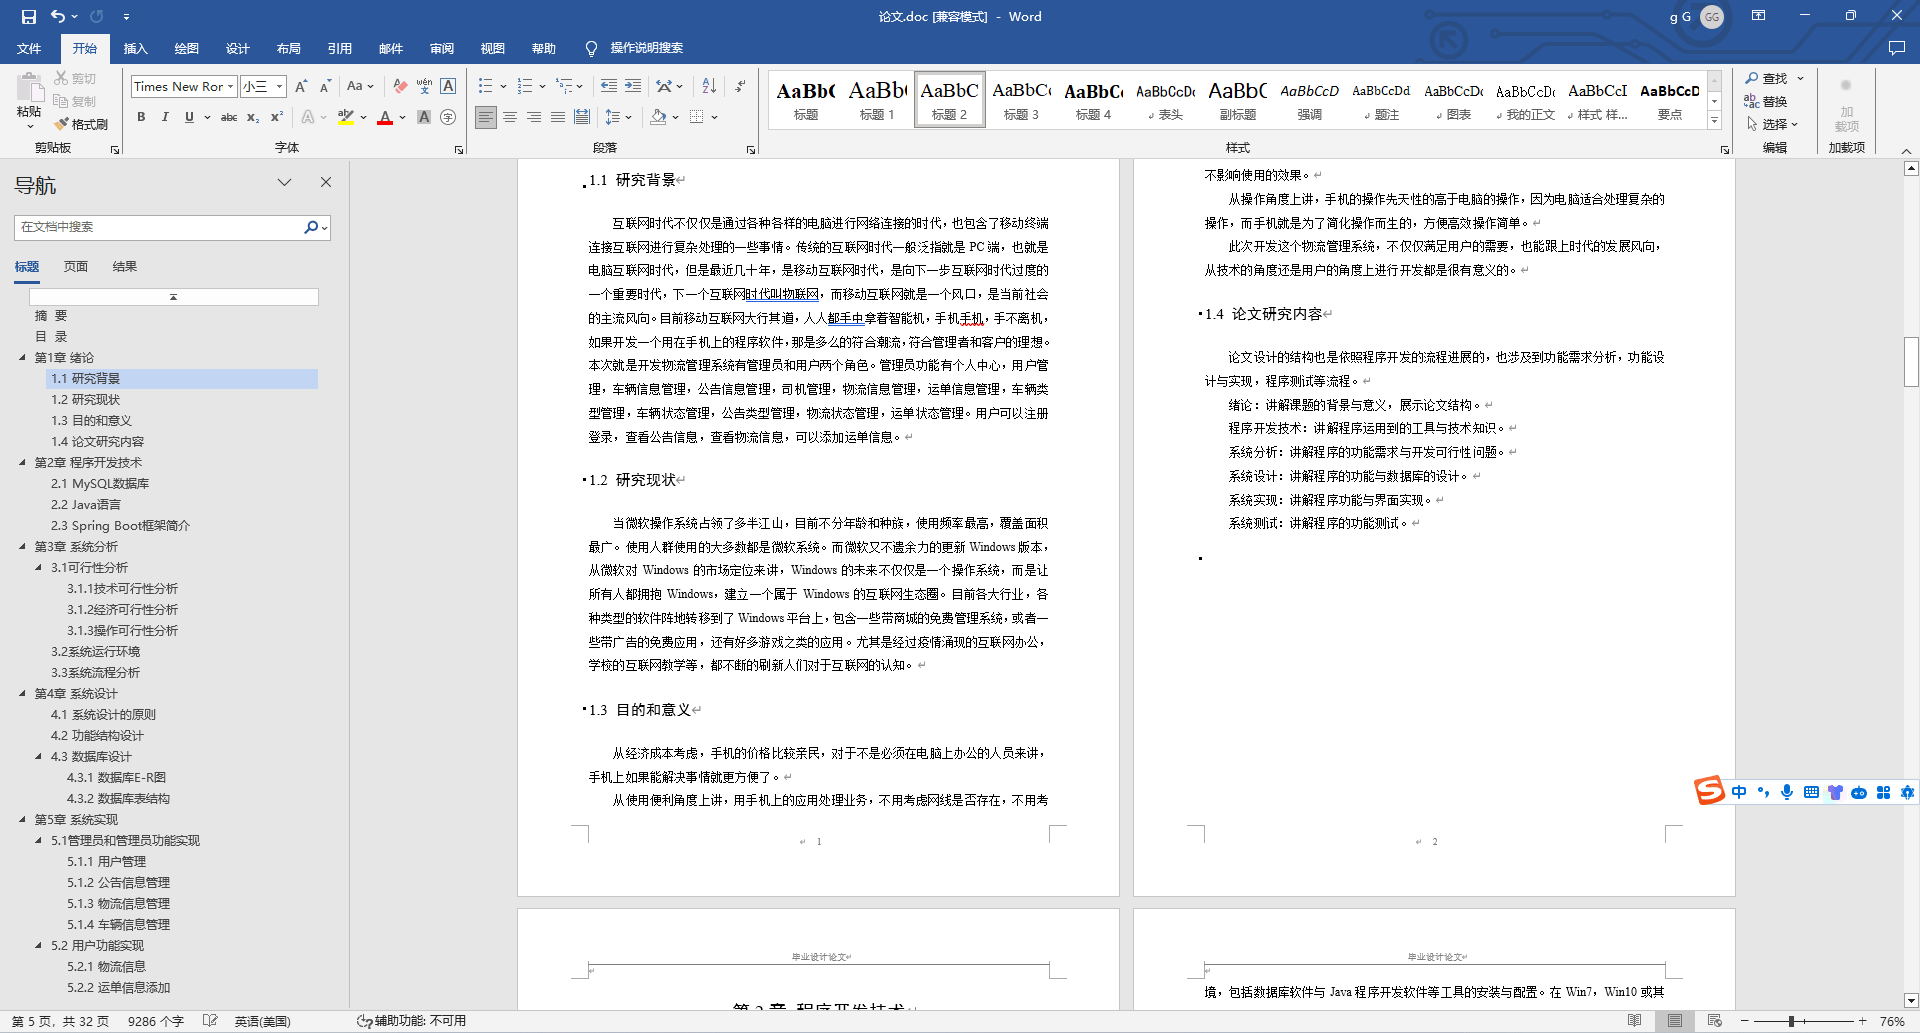 论文.doc [兼容模式] - Word
g G
GG
文件 开始 插入 绘图 设计 布局 引用 邮件 审阅 视图 帮助 操作说明搜索
剪切
复制
格式刷
粘贴
剪贴板
Times New Ror
小三
字体
段落
AaBb( 标题
AaBb( 标题 1
AaBbC 标题 2
AaBbC( 标题 3
AaBbC( 标题 4
AaBbCcDc 表头
AaBbC 副标题
AaBbCcD 强调
AaBbCcDd 题注
AaBbCcDc 图表
AaBbCcDc 我的正文
AaBbCcI 样式 样...
AaBbCcD 要点
样式
查找
替换
选择
编辑
加载项
加载项
导航
在文档中搜索
标题 页面 结果
摘 要
目 录
第1章 绪论
1.1 研究背景
1.2 研究现状
1.3 目的和意义
1.4 论文研究内容
第2章 程序开发技术
2.1 MySQL数据库
2.2 Java语言
2.3 Spring Boot框架简介
第3章 系统分析
3.1可行性分析
3.1.1技术可行性分析
3.1.2经济可行性分析
3.1.3操作可行性分析
3.2系统运行环境
3.3系统流程分析
第4章 系统设计
4.1 系统设计的原则
4.2 功能结构设计
4.3 数据库设计
4.3.1 数据库E-R图
4.3.2 数据库表结构
第5章 系统实现
5.1管理员和管理员功能实现
5.1.1 用户管理
5.1.2 公告信息管理
5.1.3 物流信息管理
5.1.4 车辆信息管理
5.2 用户功能实现
5.2.1 物流信息
5.2.2 运单信息添加
1.1 研究背景
互联网时代不仅仅是通过各种各样的电脑进行网络连接的时代，也包含了移动终端
连接互联网进行复杂处理的一些事情。传统的互联网时代一般泛指就是 PC 端，也就是
电脑互联网时代，但是最近几十年，是移动互联网时代，是向下一步互联网时代过度的
一个重要时代，下一个互联网时代叫物联网，而移动互联网就是一个风口，是当前社会
的主流风向。目前移动互联网大行其道，人人都手中拿着智能机，手机手机，手不离机，
如果开发一个用在手机上的程序软件，那是多么的符合潮流，符合管理者和客户的理想。
本次就是开发物流管理系统有管理员和用户两个角色。管理员功能有个人中心，用户管
理，车辆信息管理，公告信息管理，司机管理，物流信息管理，运单信息管理，车辆类
型管理，车辆状态管理，公告类型管理，物流状态管理，运单状态管理。用户可以注册
登录，查看公告信息，查看物流信息，可以添加运单信息。
1.2 研究现状
当微软操作系统占领了多半江山，目前不分年龄和种族，使用频率最高，覆盖面积
最广。使用人群使用的大多数都是微软系统。而微软又不遗余力的更新 Windows 版本，
从微软对 Windows 的市场定位来讲，Windows 的未来不仅仅是一个操作系统，而是让
所有人都拥抱 Windows，建立一个属于 Windows 的互联网生态圈。目前各大行业，各
种类型的软件阵地转移到了 Windows 平台上，包含一些带商城的免费管理系统，或者一
些带广告的免费应用，还有好多游戏之类的应用。尤其是经过疫情涌现的互联网办公，
学校的互联网教学等，都不断的刷新人们对于互联网的认知。
1.3 目的和意义
从经济成本考虑，手机的价格比较亲民，对于不是必须在电脑上办公的人员来讲，
手机上如果能解决事情就更方便了。
从使用便利角度上讲，用手机上的应用处理业务，不用考虑网线是否存在，不用考
1
不影响使用的效果。
从操作角度上讲，手机的操作先天性的高于电脑的操作，因为电脑适合处理复杂的
操作，而手机就是为了简化操作而生的，方便高效操作简单。
此次开发这个物流管理系统，不仅仅满足用户的需要，也能跟上时代的发展风向，
从技术的角度还是用户的角度上进行开发都是很有意义的。
1.4 论文研究内容
论文设计的结构也是依照程序开发的流程进展的，也涉及到功能需求分析，功能设
计与实现，程序测试等流程。
绪论：讲解课题的背景与意义，展示论文结构。
程序开发技术：讲解程序运用到的工具与技术知识。
系统分析：讲解程序的功能需求与开发可行性问题。
系统设计：讲解程序的功能与数据库的设计。
系统实现：讲解程序功能与界面实现。
系统测试：讲解程序的功能测试。
2
毕业设计论文
第 2 章 程序开发技术
毕业设计论文
境，包括数据库软件与 Java 程序开发软件等工具的安装与配置。在 Win7，Win10 或其
中
第 5 页，共 32 页 9286 个字 英语(美国) 辅助功能: 不可用
76%